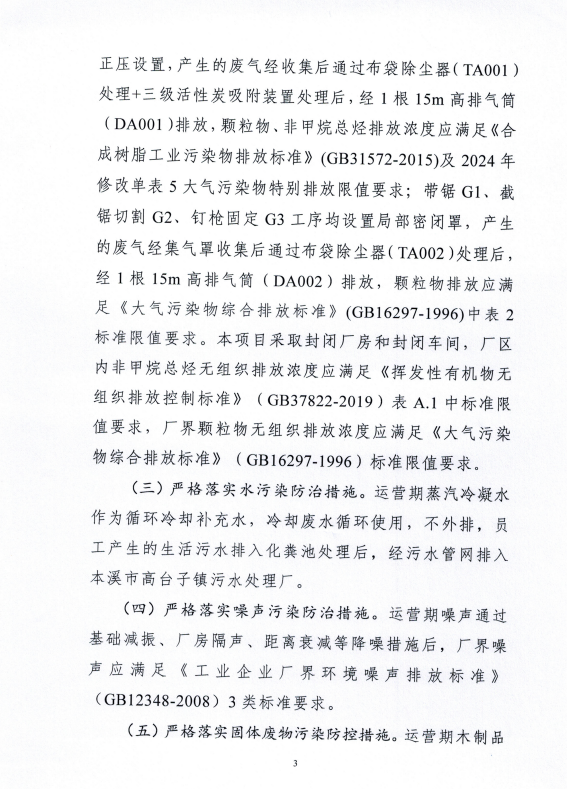 正压设置，产生的废气经收集后通过布袋除尘器（TA001）
处理+三级活性炭吸附装置处理后，经1根15m高排气筒
（DA001）排放，颗粒物、非甲烷总烃排放浓度应满足《合
成树脂工业污染物排放标准》(GB31572-2015)及2024年
修改单表5大气污染物特别排放限值要求；带锯G1、截
锯切割G2、钉枪固定G3工序均设置局部密闭罩，产生
的废气经集气罩收集后通过布袋除尘器（TA002)处理后，
经1根15m高排气筒（DA002）排放，颗粒物排放应满
足《大气污染物综合排放标准》(GB16297-1996)中表2
标准限值要求。本项目采取封闭厂房和封闭车间，厂区
内非甲烷总烃无组织排放浓度应满足《挥发性有机物无
组织排放控制标准》（GB37822-2019）表A.1中标准限
值要求，厂界颗粒物无组织排放浓度应满足《大气污染
物综合排放标准》（GB16297-1996）标准限值要求。
（三）严格落实水污染防治措施。运营期蒸汽冷凝水
作为循环冷却补充水，冷却废水循环使用，不外排，员
工产生的生活污水排入化粪池处理后，经污水管网排入
本溪市高台子镇污水处理厂。
（四）严格落实噪声污染防治措施。运营期噪声通过
基础减振、厂房隔声、距离衰减等降噪措施后，厂界噪
声应满足《工业企业厂界环境噪声排放标准》
（GB12348-2008）3类标准要求。
（五）严格落实固体废物污染防控措施。运营期木制品
3